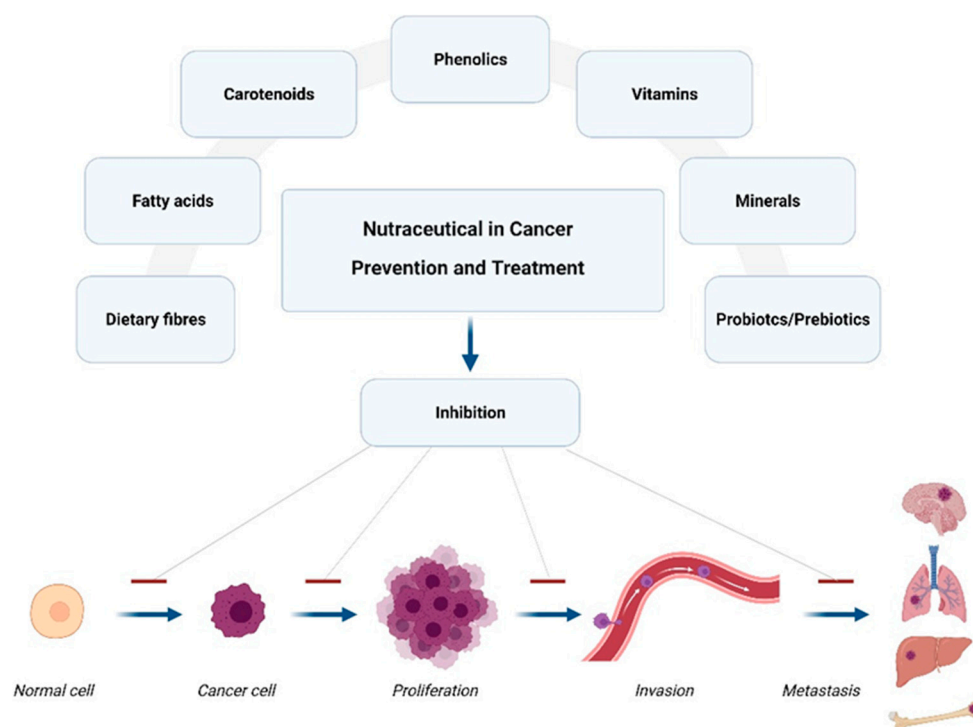 Phenolics
Carotenoids
Vitamins
Fatty acids
Minerals
Nutraceutical in Cancer
Prevention and Treatment
Dietary fibres
Probiotcs/Prebiotics
Inhibition
Normal cell
Cancer cell
Proliferation
Invasion
Metastasis